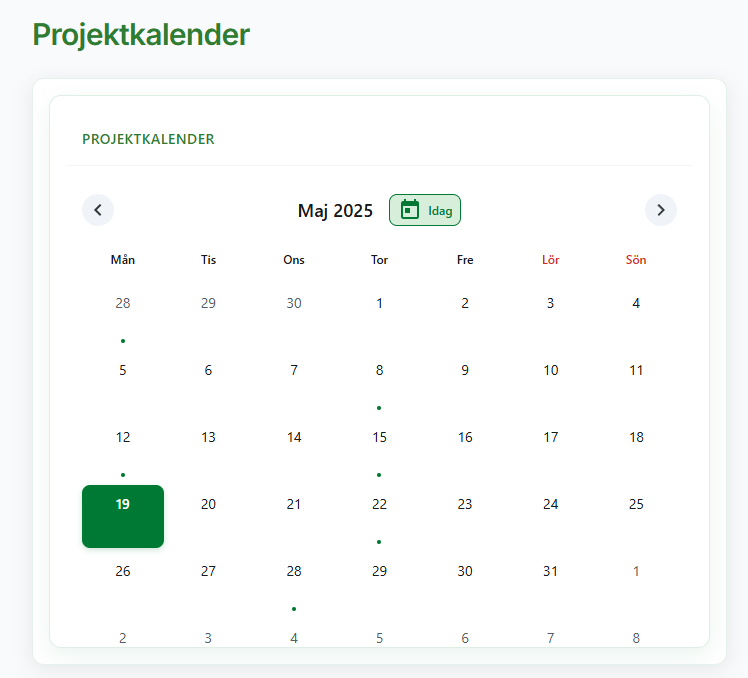 Projektkalender
PROJEKTKALENDER
Maj 2025 Idag
Mån Tis Ons Tor Fre Lör Sön
28 29 30 1 2 3 4
5 6 7 8 9 10 11
12 13 14 15 16 17 18
19 20 21 22 23 24 25
26 27 28 29 30 31 1
2 3 4 5 6 7 8